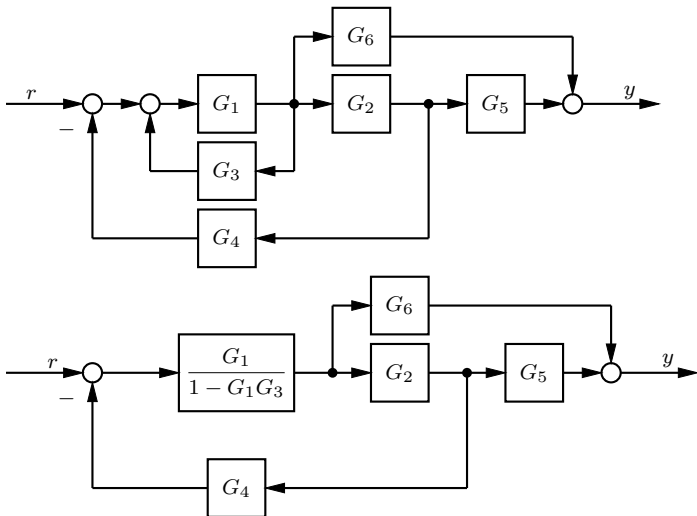 G₆
r G₁ G₂ G₅ y
−
G₃
G₄
G₆
r G₁ G₂ G₅ y
1 − G₁G₃
−
G₄